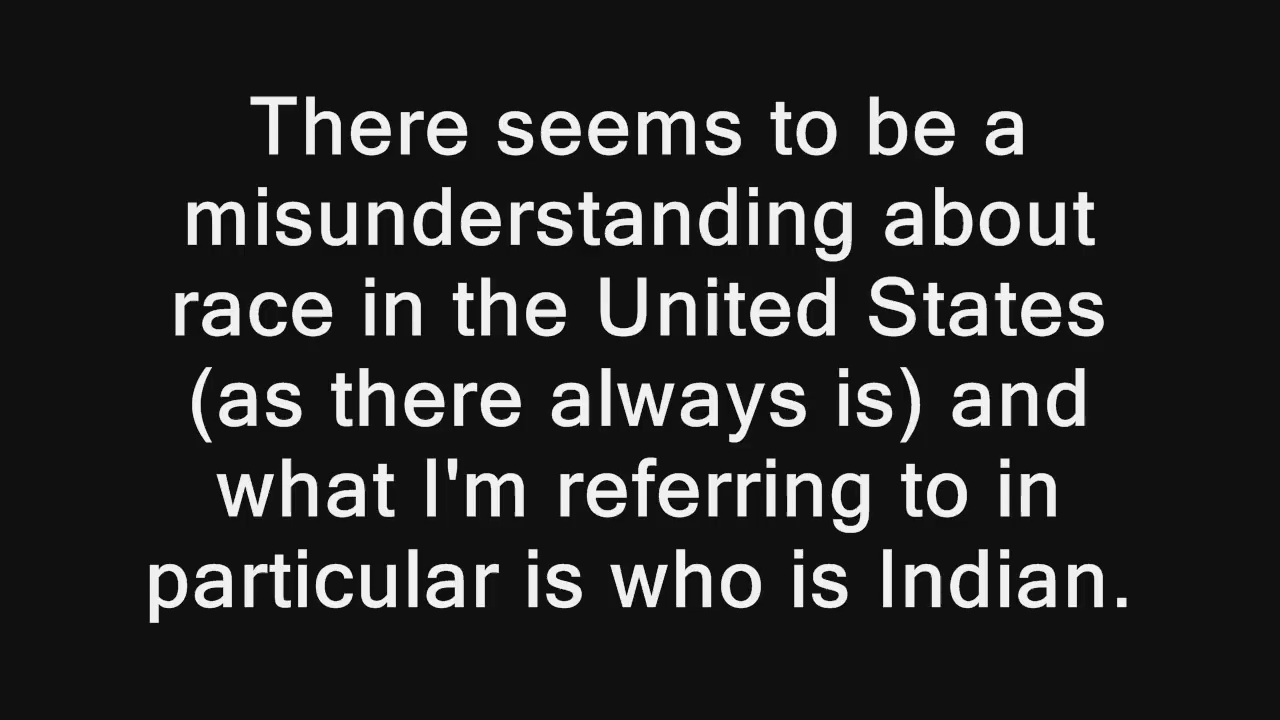 There seems to be a
misunderstanding about
race in the United States
(as there always is) and
what I'm referring to in
particular is who is Indian.